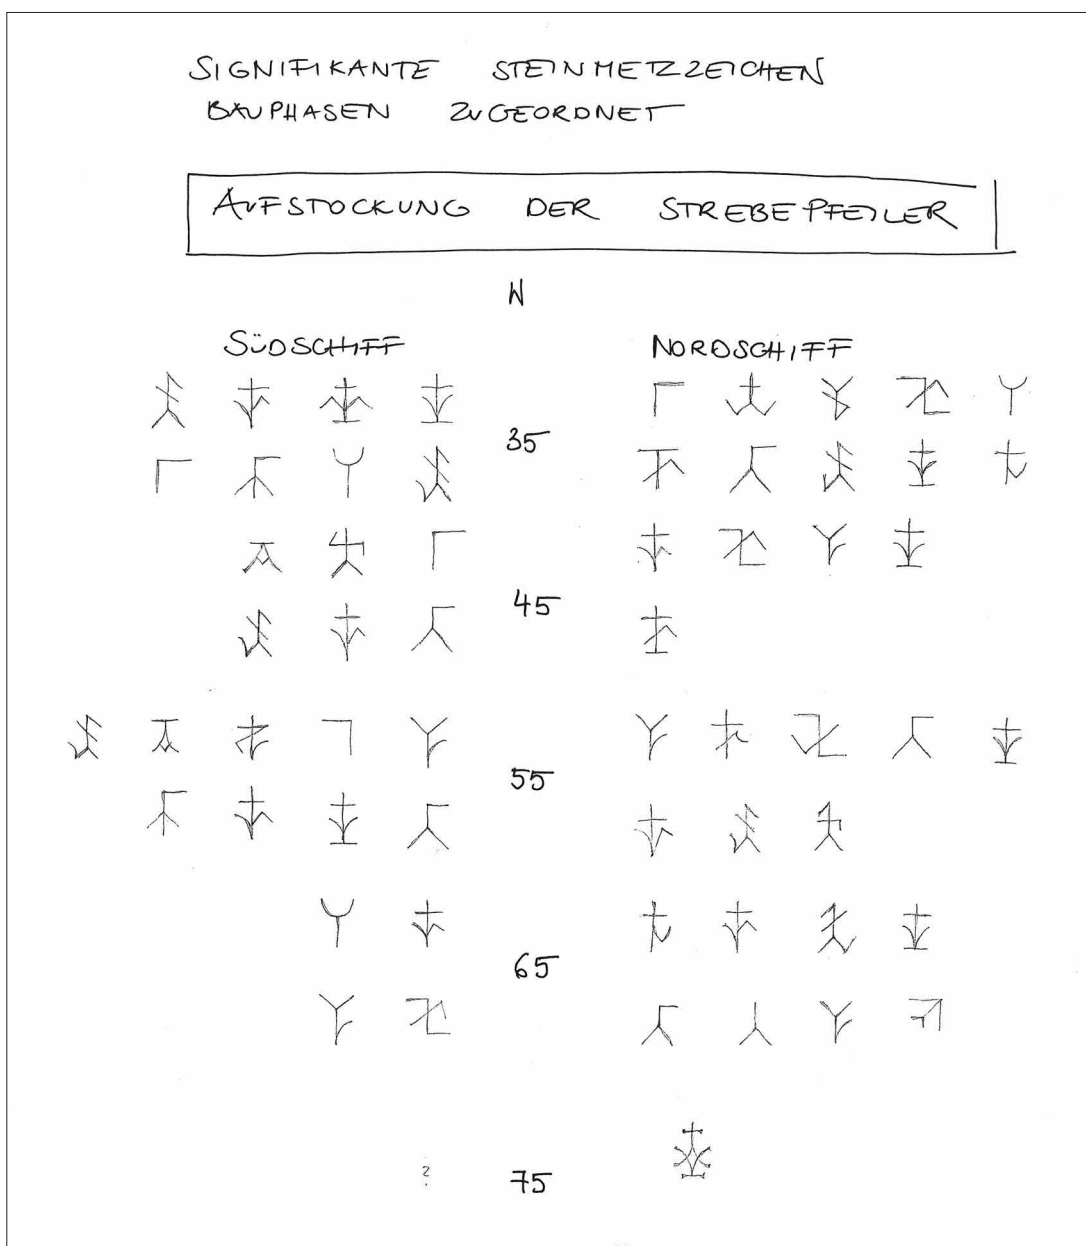 SIGNIFIKANTE STEINMETZZEICHEN
BAUPHASEN ZUGEORDNET
AUFSTOCKUNG DER STREBEPFEILER
W
SÜDSCHIFF NORDSCHIFF
35
45
55
65
? 75